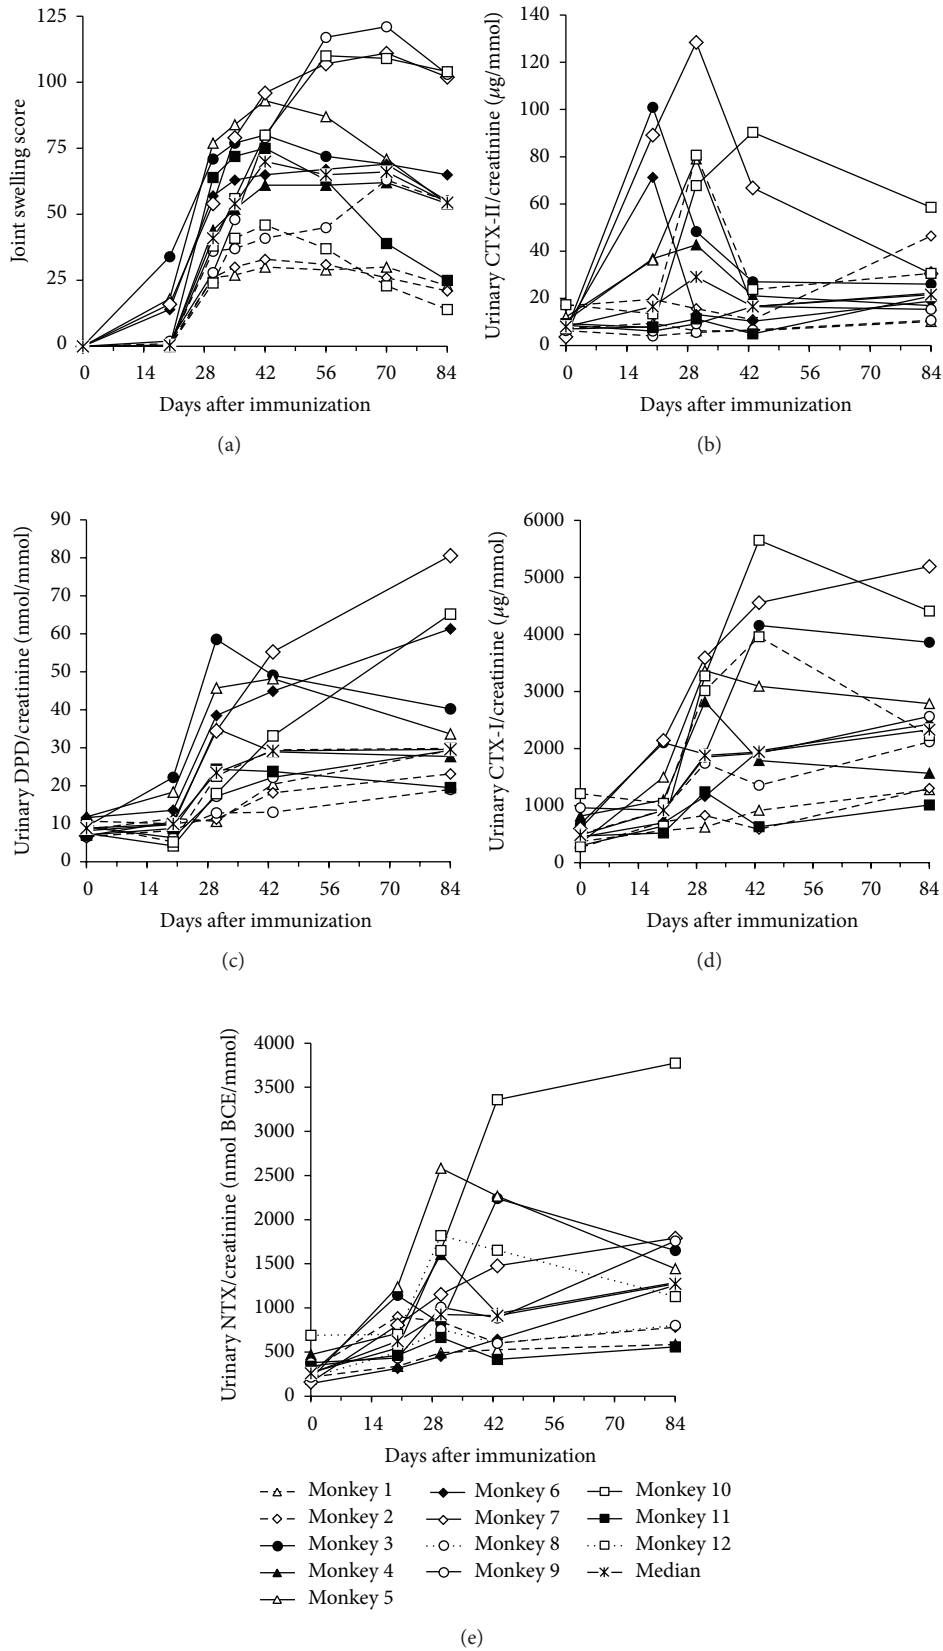 Joint swelling score
125
100
75
50
25
0
0 14 28 42 56 70 84
Days after immunization
(a)
Urinary CTX-II/creatinine (μg/mmol)
140
120
100
80
60
40
20
0
0 14 28 42 56 70 84
Days after immunization
(b)
Urinary DPD/creatinine (nmol/mmol)
90
80
70
60
50
40
30
20
10
0
0 14 28 42 56 70 84
Days after immunization
(c)
Urinary CTX-I/creatinine (μg/mmol)
6000
5000
4000
3000
2000
1000
0
0 14 28 42 56 70 84
Days after immunization
(d)
Urinary NTX/creatinine (nmol BCE/mmol)
4000
3500
3000
2500
2000
1500
1000
500
0
0 14 28 42 56 70 84
Days after immunization
Monkey 1
Monkey 2
Monkey 3
Monkey 4
Monkey 5
Monkey 6
Monkey 7
Monkey 8
Monkey 9
Monkey 10
Monkey 11
Monkey 12
Median
(e)